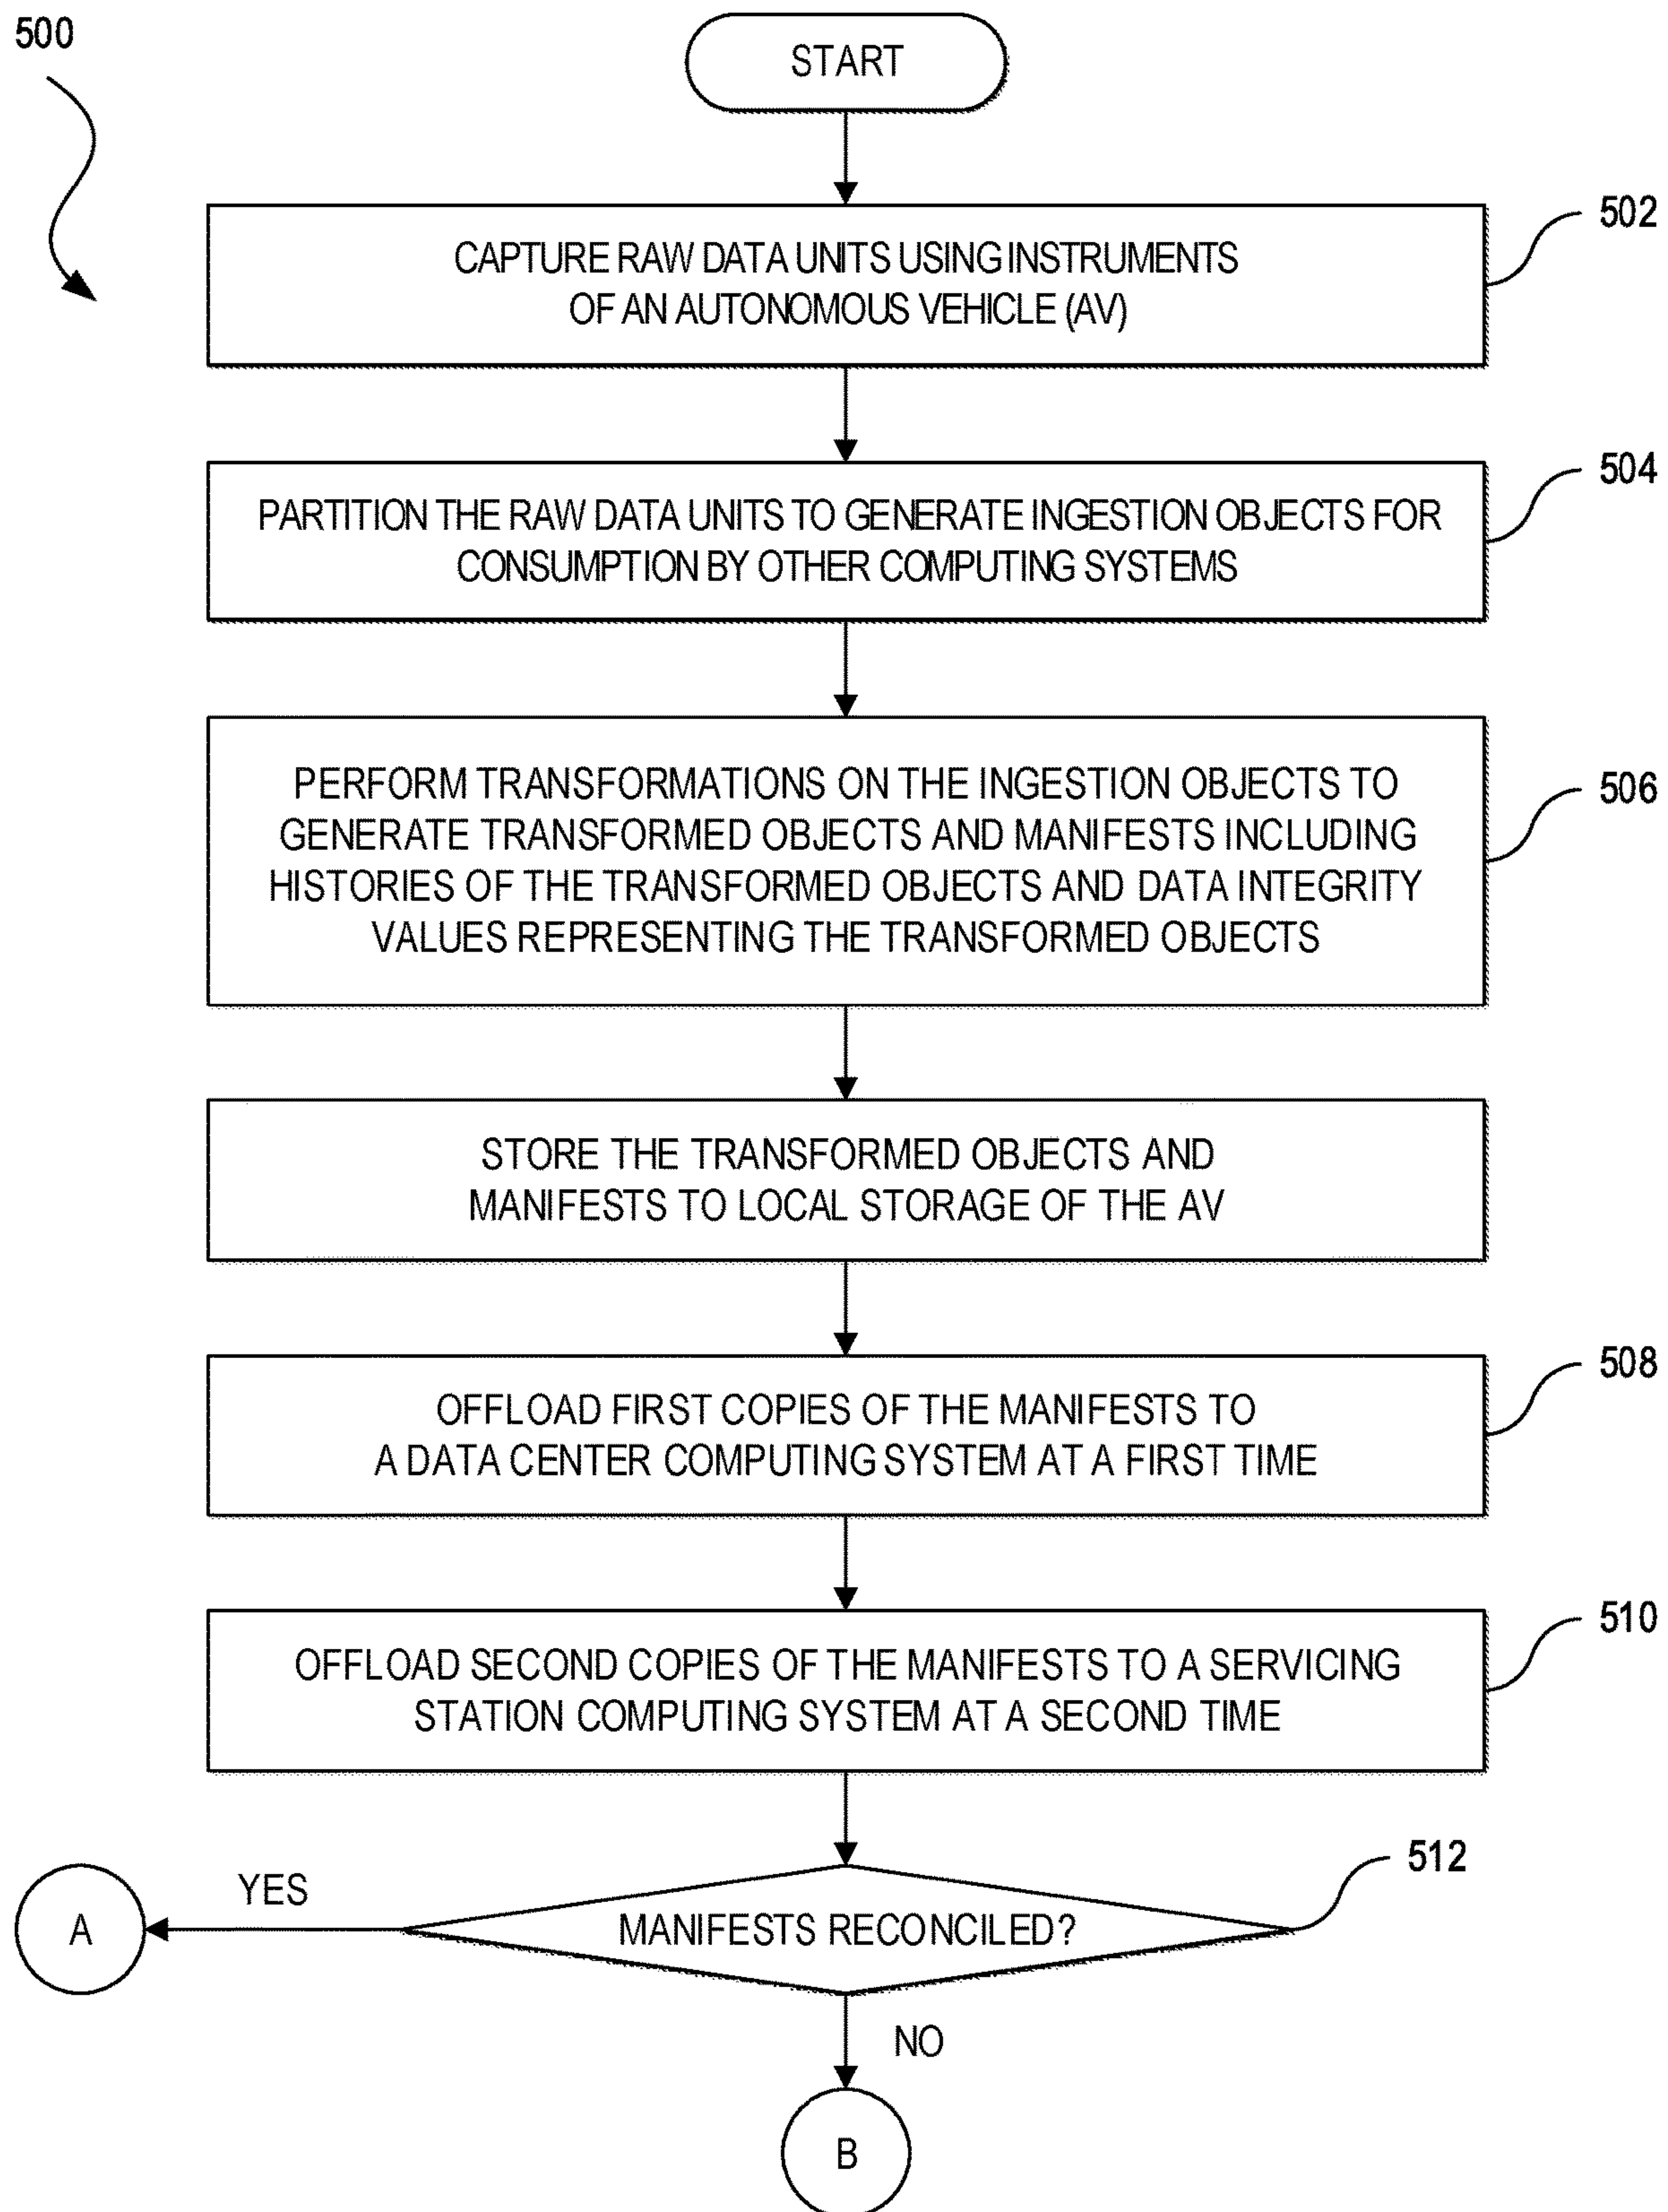 500
START
502
CAPTURE RAW DATA UNITS USING INSTRUMENTS
OF AN AUTONOMOUS VEHICLE (AV)
504
PARTITION THE RAW DATA UNITS TO GENERATE INGESTION OBJECTS FOR
CONSUMPTION BY OTHER COMPUTING SYSTEMS
506
PERFORM TRANSFORMATIONS ON THE INGESTION OBJECTS TO
GENERATE TRANSFORMED OBJECTS AND MANIFESTS INCLUDING
HISTORIES OF THE TRANSFORMED OBJECTS AND DATA INTEGRITY
VALUES REPRESENTING THE TRANSFORMED OBJECTS
STORE THE TRANSFORMED OBJECTS AND
MANIFESTS TO LOCAL STORAGE OF THE AV
508
OFFLOAD FIRST COPIES OF THE MANIFESTS TO
A DATA CENTER COMPUTING SYSTEM AT A FIRST TIME
510
OFFLOAD SECOND COPIES OF THE MANIFESTS TO A SERVICING
STATION COMPUTING SYSTEM AT A SECOND TIME
512
YES
A
MANIFESTS RECONCILED?
NO
B